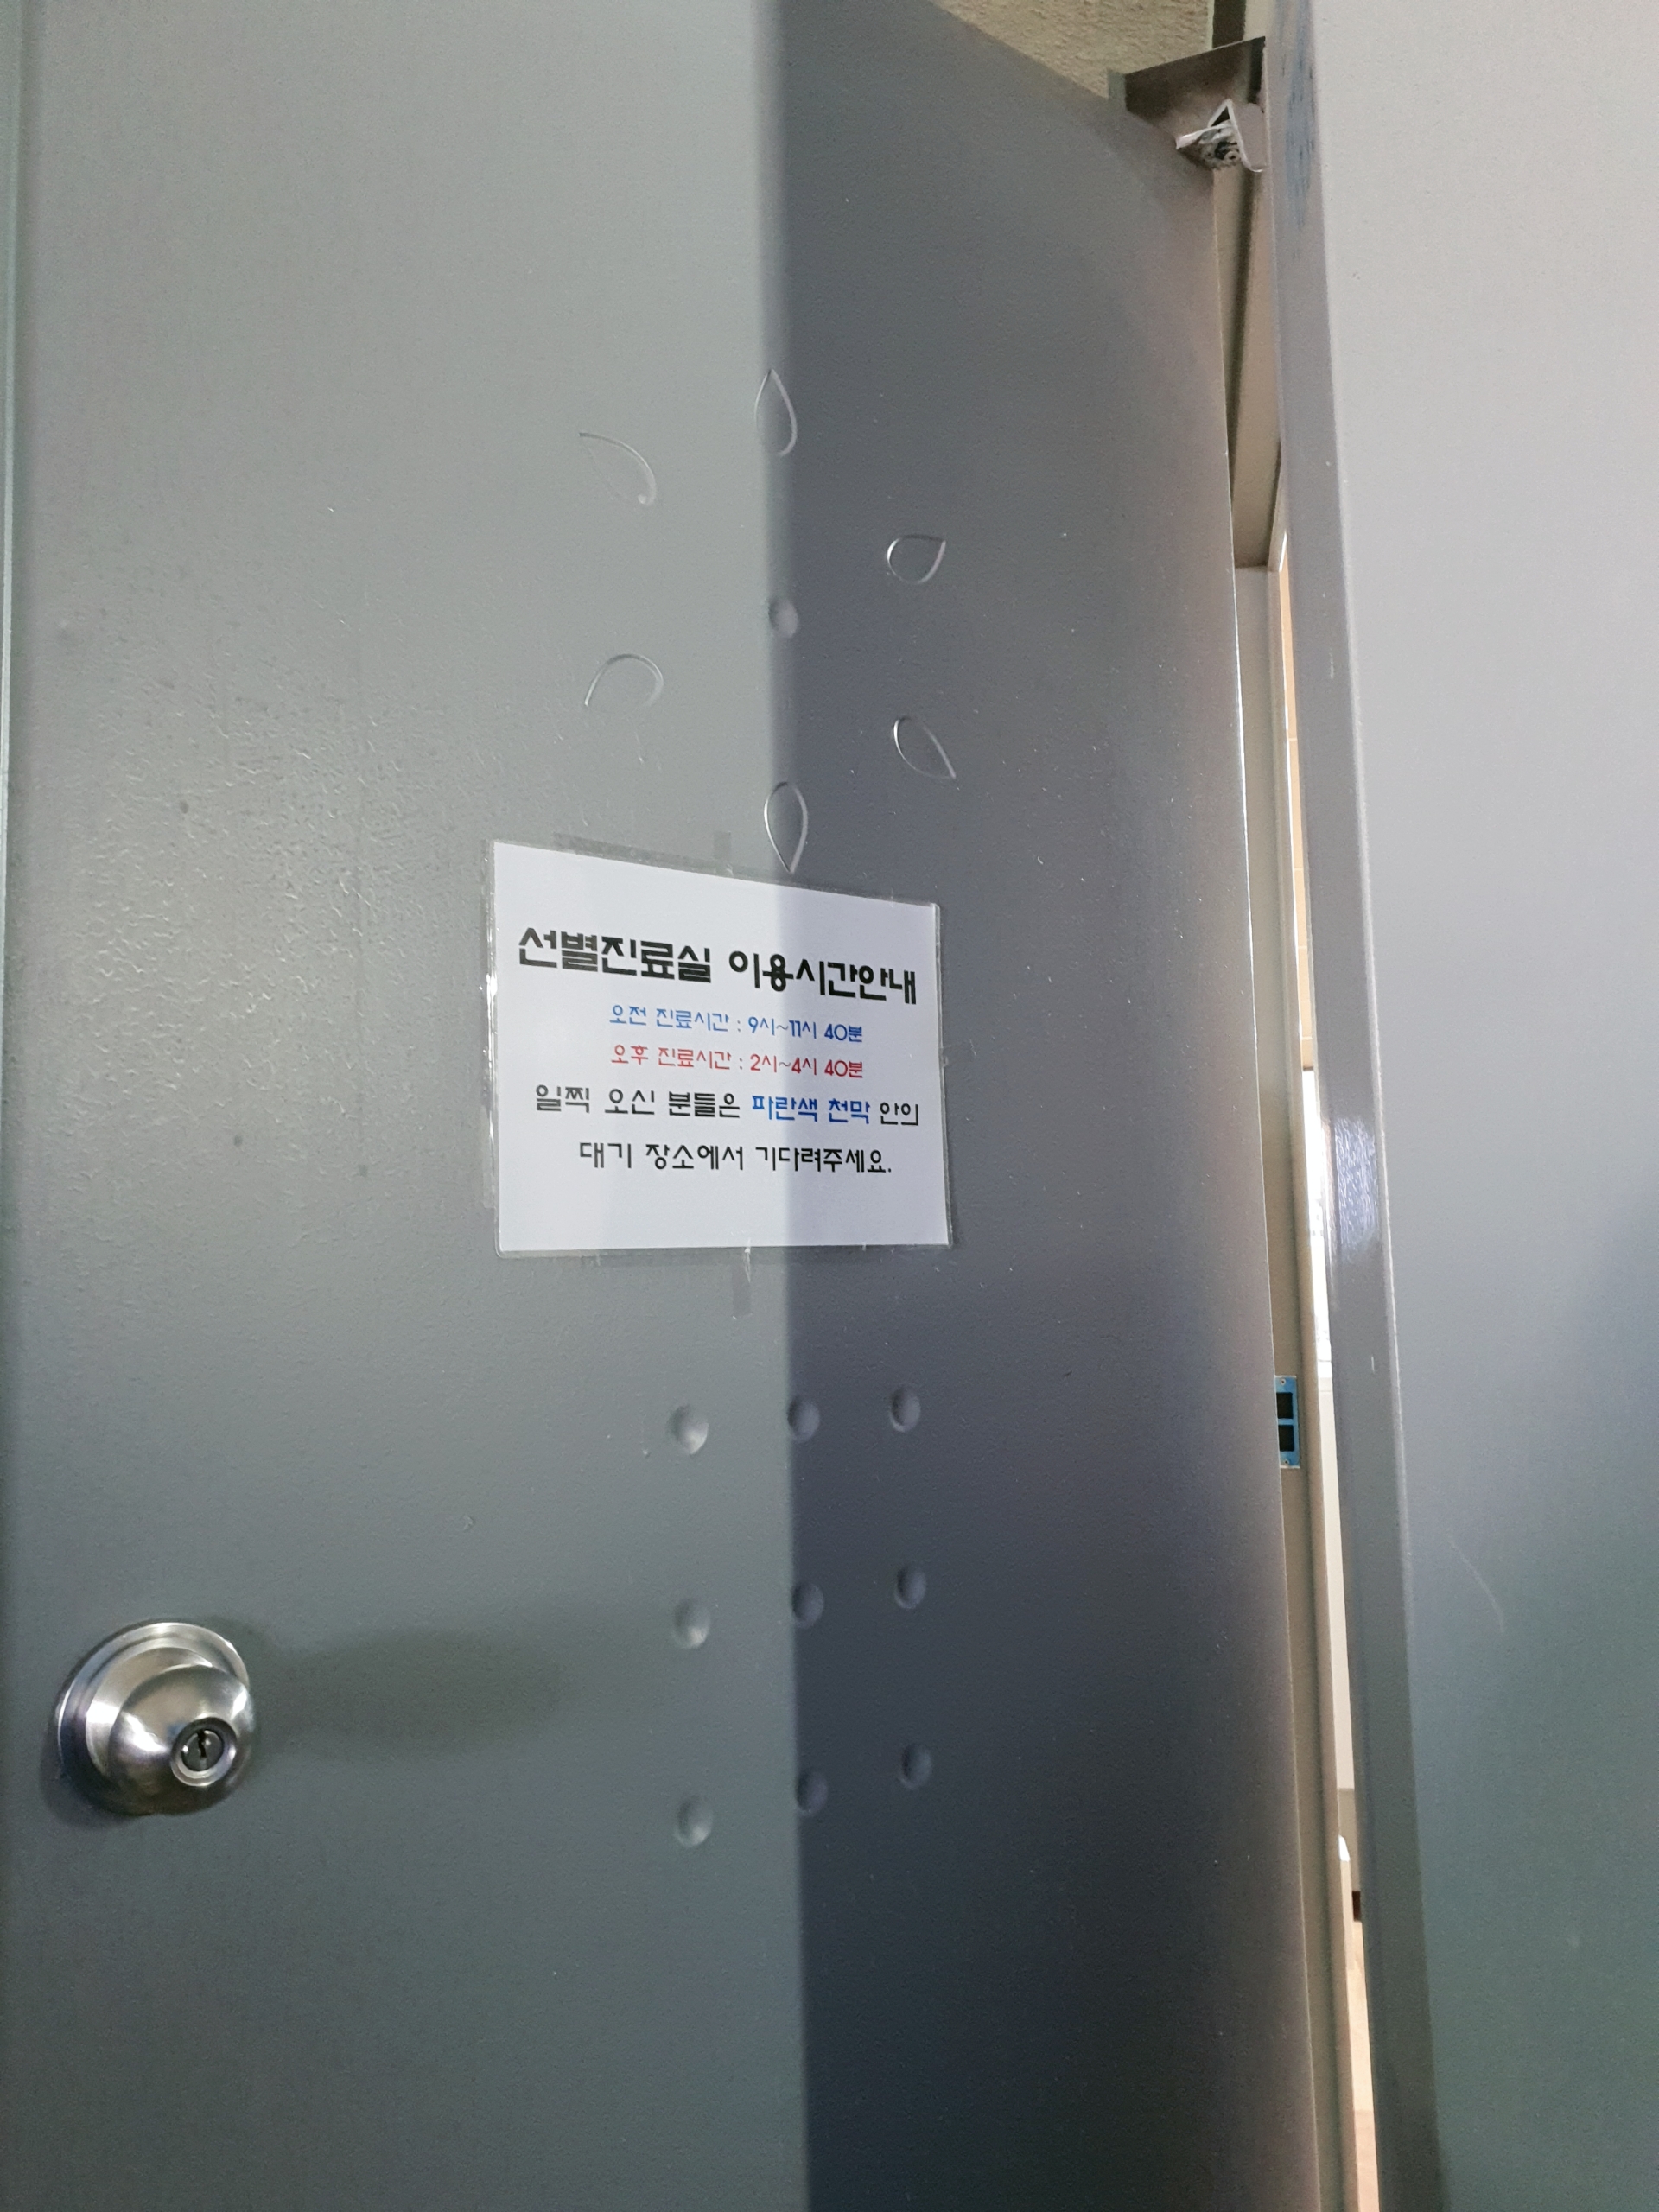 선별진료실 이용시간안내
오전 진료시간 : 9시~11시 40분
오후 진료시간 : 2시~4시 40분
일찍 오신 분들은 파란색 천막 안의
대기 장소에서 기다려주세요.